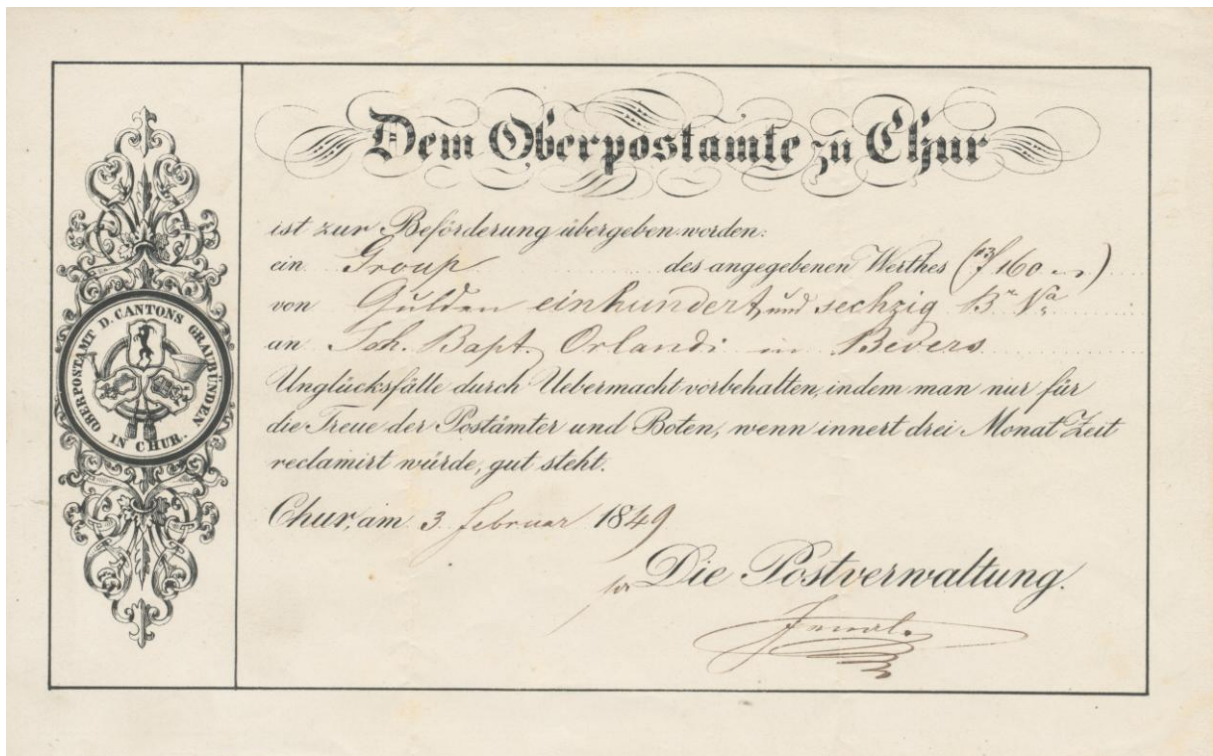 OBERPOSTAMT D. CANTONS GRAUBÜNDEN
IN CHUR.
Dem Oberpostamte zu Chur
ist zur Beförderung übergeben worden:
ein Group des angegebenen Werthes (f 160 )
von Gulden einhundert und sechzig
an Joh. Bapt. Orlandi in Bevers
Unglücksfälle durch Uebermacht vorbehalten, indem man nur für
die Treue der Postämter und Boten, wenn innert drei Monat Zeit
reclamirt würde, gut steht.
Chur, am 3. Februar 1849
Die Postverwaltung.